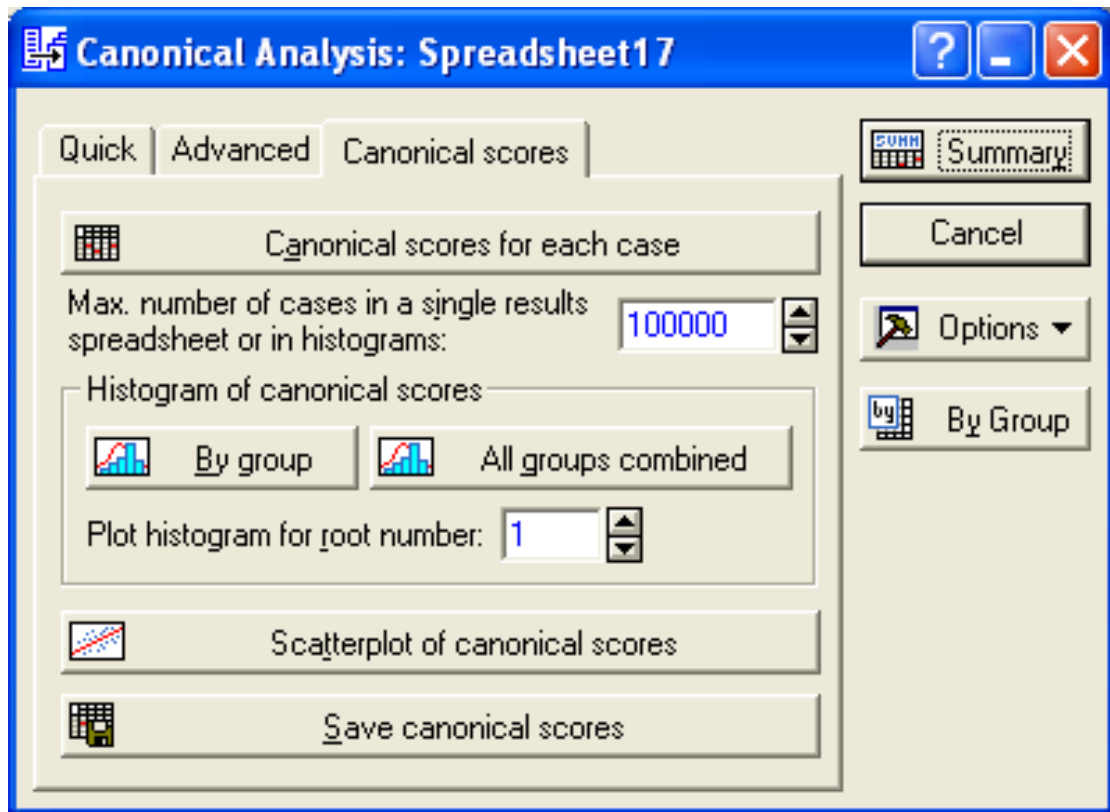 Canonical Analysis: Spreadsheet17
Quick
Advanced
Canonical scores
Canonical scores for each case
Max. number of cases in a single results
spreadsheet or in histograms:
100000
Histogram of canonical scores
By group
All groups combined
Plot histogram for root number:
1
Scatterplot of canonical scores
Save canonical scores
SUMM
Summary
Cancel
Options
by
By Group